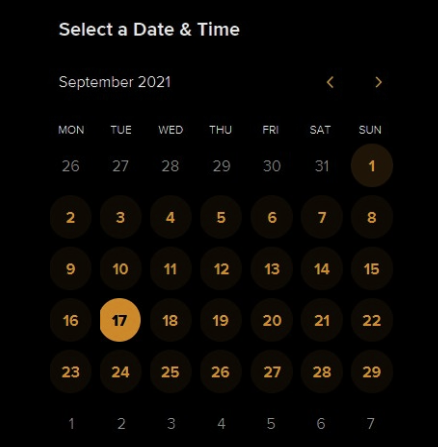 Select a Date & Time
September 2021
MON TUE WED THU FRI SAT SUN
26 27 28 29 30 31 1
2 3 4 5 6 7 8
9 10 11 12 13 14 15
16 17 18 19 20 21 22
23 24 25 26 27 28 29
1 2 3 4 5 6 7